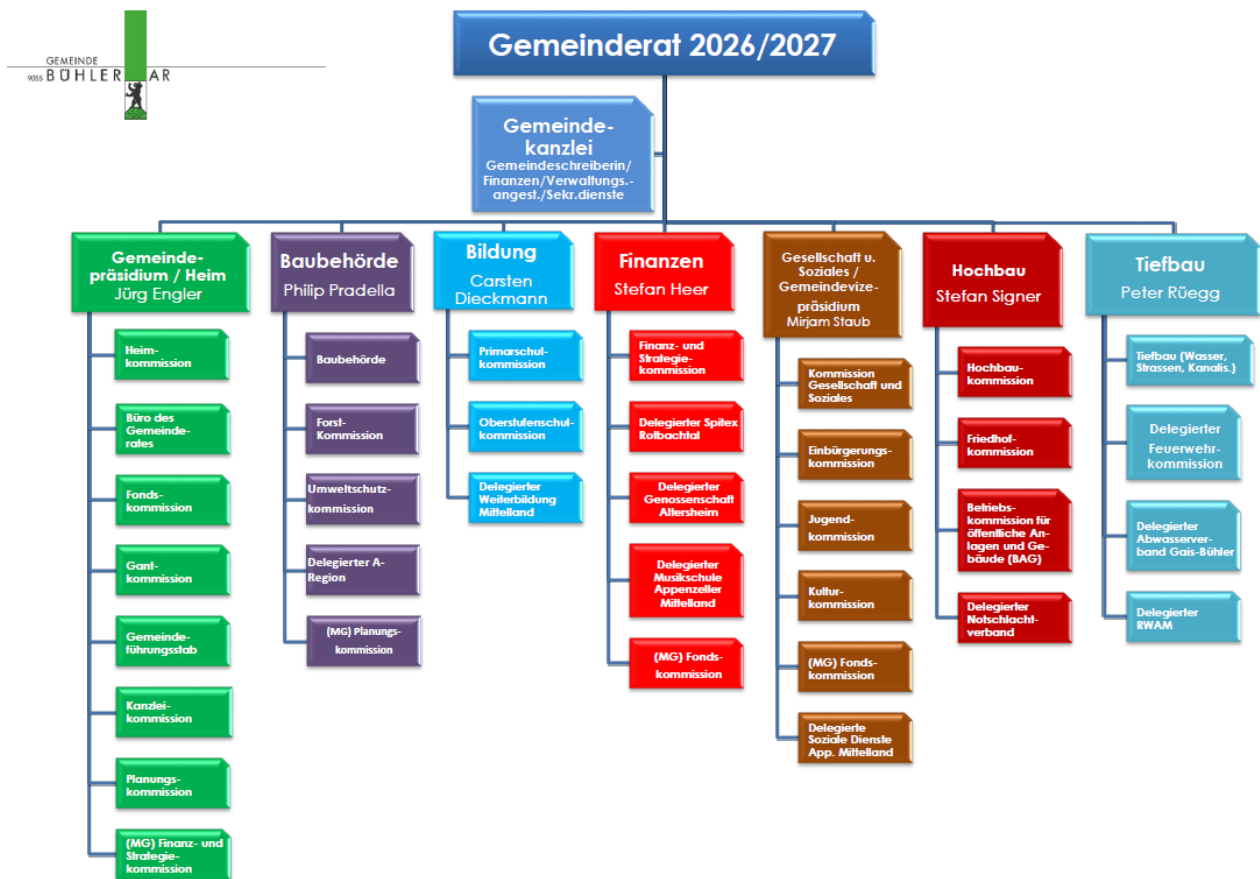 GEMEINDE
9055 BÜHLER AR
Gemeinderat 2026/2027
Gemeinde-
kanzlei
Gemeindeschreiberin/
Finanzen/Verwaltungs.-
angest./Sekr.dienste
Gemeinde-
präsidium / Heim
Jürg Engler
Heim-
kommission
Büro des
Gemeinde-
rates
Fonds-
kommission
Gant-
kommission
Gemeinde-
führungsstab
Kanzlei-
kommission
Planungs-
kommission
(MG) Finanz- und
Strategie-
kommission
Baubehörde
Philip Pradella
Baubehörde
Forst-
Kommission
Umweltschutz-
kommission
Delegierter A-
Region
(MG) Planungs-
kommission
Bildung
Carsten
Dieckmann
Primarschul-
kommission
Oberstufenschul-
kommission
Delegierter
Weiterbildung
Mittelland
Finanzen
Stefan Heer
Finanz- und
Strategie-
kommission
Delegierter Spitex
Rotbachtal
Delegierter
Genossenschaft
Altersheim
Delegierter
Musikschule
Appenzeller
Mittelland
(MG) Fonds-
kommission
Gesellschaft u.
Soziales /
Gemeindevize-
präsidium
Mirjam Staub
Kommission
Gesellschaft und
Soziales
Einbürgerungs-
kommission
Jugend-
kommission
Kultur-
kommission
(MG) Fonds-
kommission
Delegierte
Soziale Dienste
App. Mittelland
Hochbau
Stefan Signer
Hochbau-
kommission
Friedhof-
kommission
Betriebs-
kommission für
öffentliche An-
lagen und Ge-
bäude (BAG)
Delegierter
Notschlacht-
verband
Tiefbau
Peter Rüegg
Tiefbau (Wasser,
Strassen, Kanalis.)
Delegierter
Feuerwehr-
kommission
Delegierter
Abwasserver-
band Gais-Bühler
Delegierter
RWAM